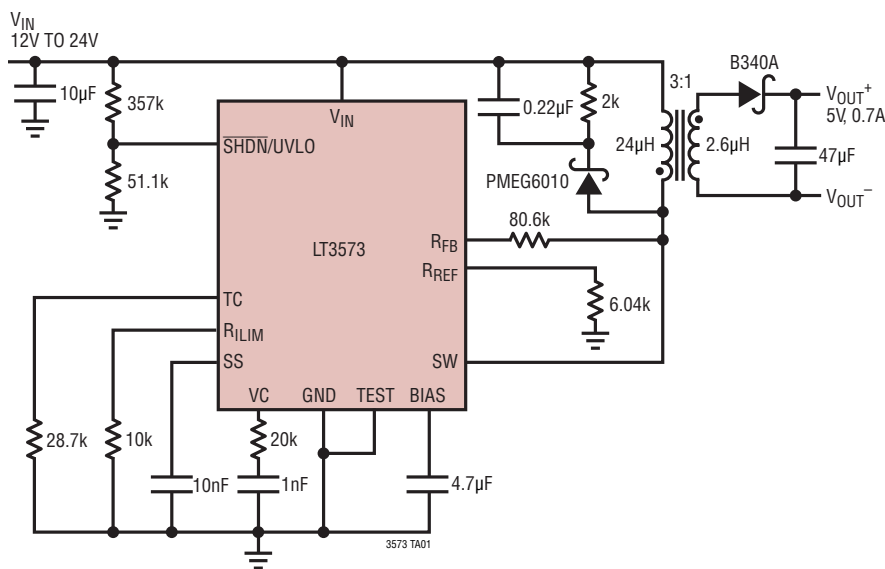 VIN
12V TO 24V
10µF
357k
51.1k
VIN
SHDN/UVLO
LT3573
RFB
RREF
TC
RILIM
SS
SW
VC
GND
TEST
BIAS
0.22µF
2k
PMEG6010
80.6k
6.04k
3:1
24µH
2.6µH
B340A
VOUT+
5V, 0.7A
47µF
VOUT–
28.7k
10k
10nF
20k
1nF
4.7µF
3573 TA01